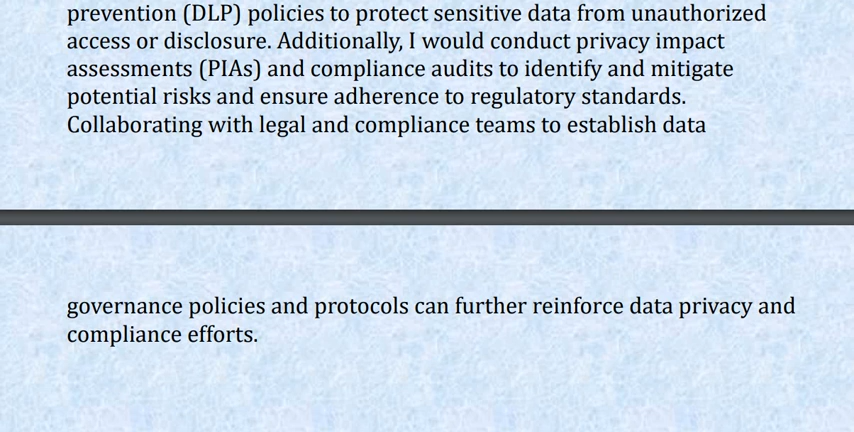 prevention (DLP) policies to protect sensitive data from unauthorized
access or disclosure. Additionally, I would conduct privacy impact
assessments (PIAs) and compliance audits to identify and mitigate
potential risks and ensure adherence to regulatory standards.
Collaborating with legal and compliance teams to establish data
governance policies and protocols can further reinforce data privacy and
compliance efforts.